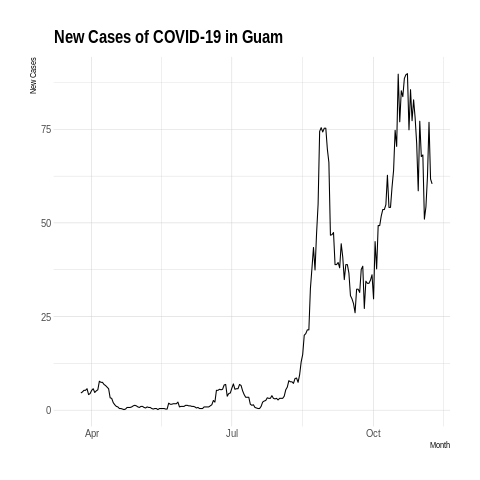 New Cases of COVID-19 in Guam
New Cases
75
50
25
0
Apr
Jul
Oct
Month